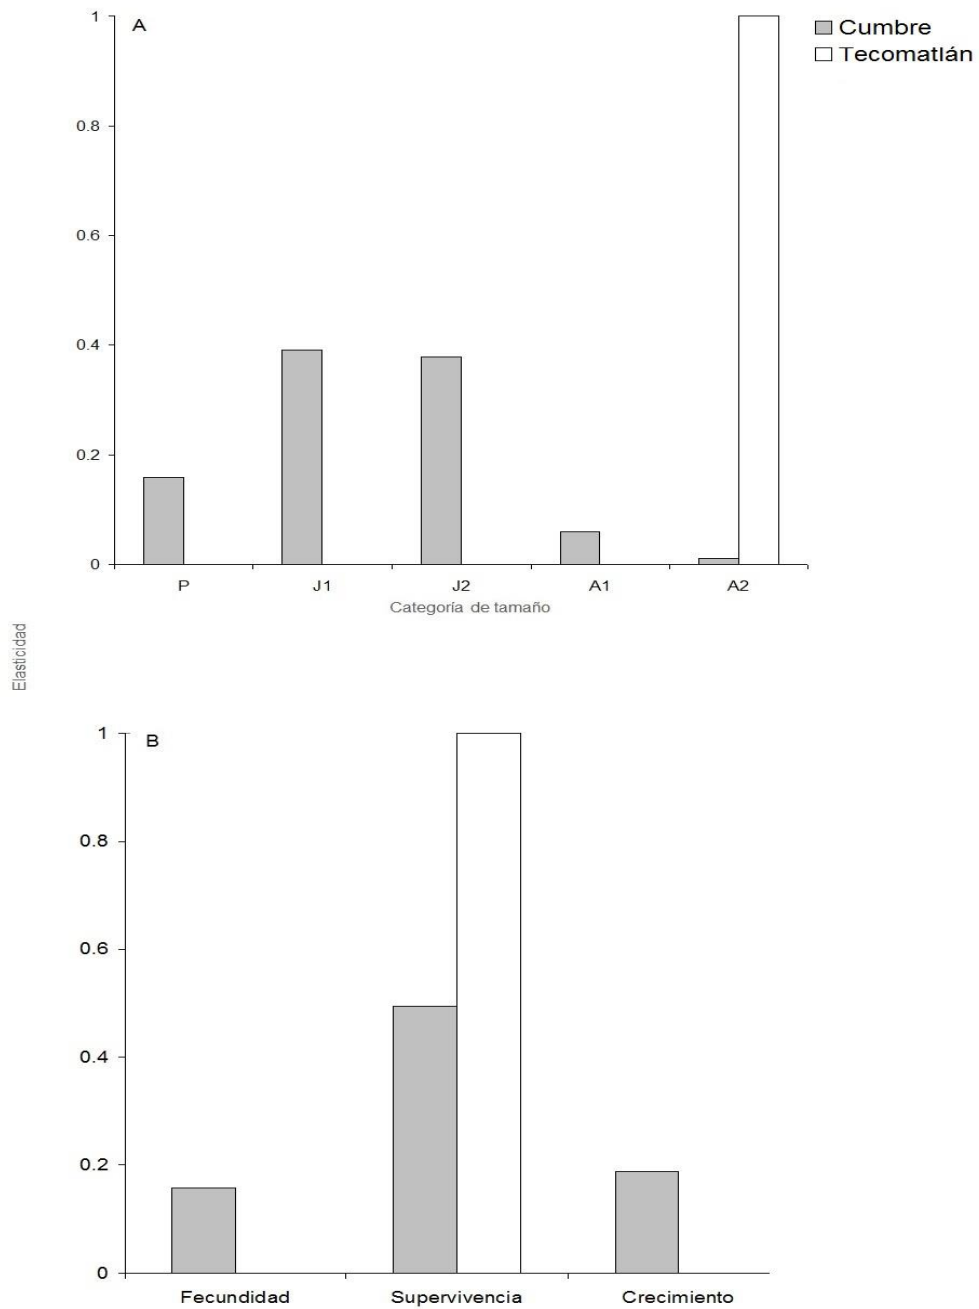 A
Cumbre
Tecomatlán
1
0.8
0.6
0.4
0.2
0
P J1 J2 A1 A2
Categoría de tamaño
Elasticidad
B
1
0.8
0.6
0.4
0.2
0
Fecundidad Supervivencia Crecimiento